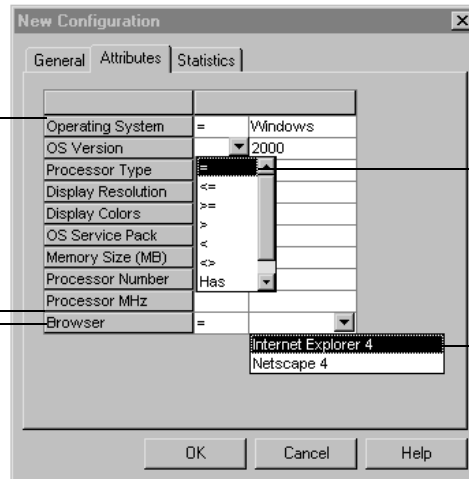 New Configuration
General Attributes Statistics
Operating System = Windows
OS Version 2000
Processor Type =
Display Resolution <=
Display Colors >=
OS Service Pack >
Memory Size (MB) <
Processor Number <>
Has
Processor MHz
Browser =
Internet Explorer 4
Netscape 4
OK Cancel Help